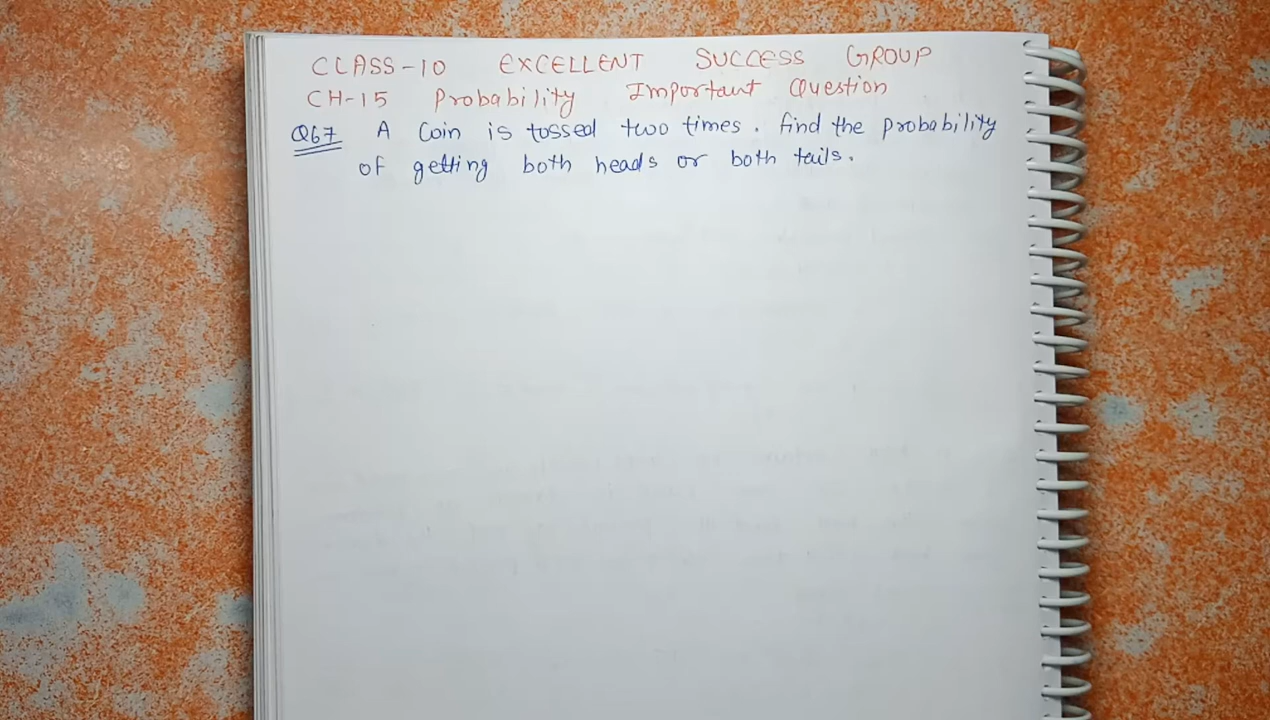 CLASS-10 EXCELLENT SUCCESS GROUP
CH-15 Probability Important Question
Q67 A Coin is tossed two times. find the probability
of getting both heads or both tails.